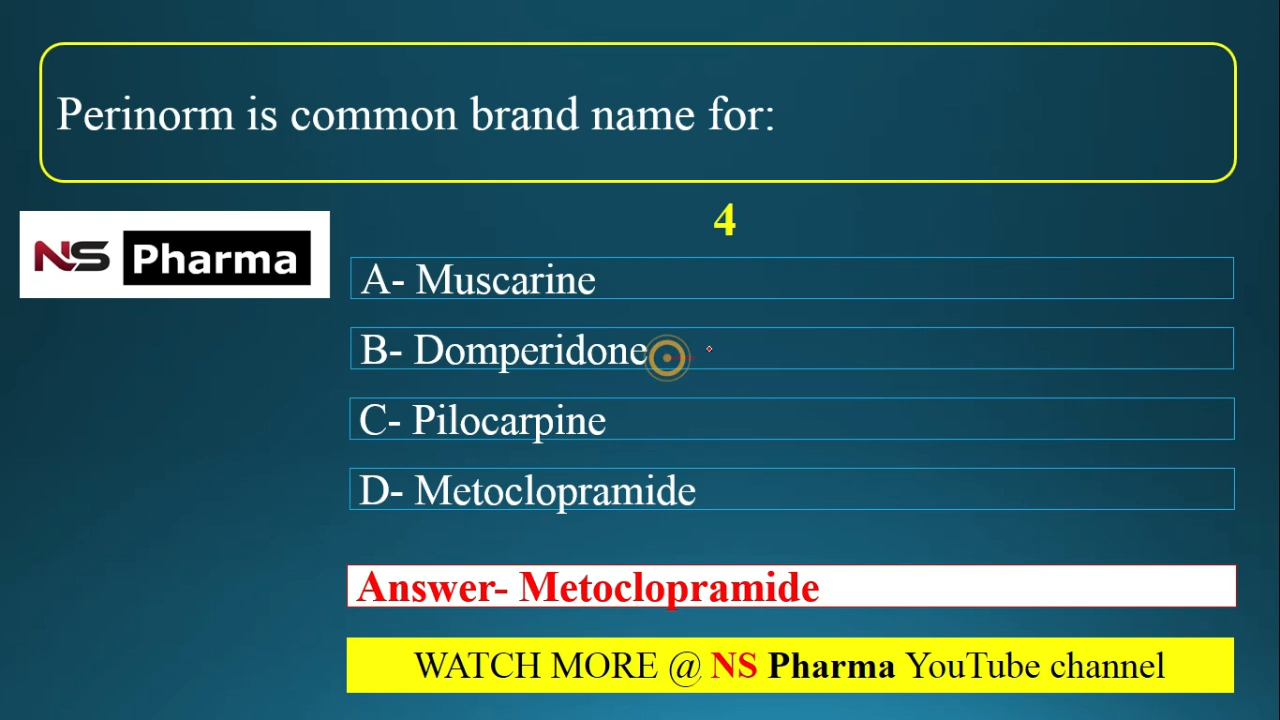 Perinorm is common brand name for:
4
NS Pharma
A- Muscarine
B- Domperidone
C- Pilocarpine
D- Metoclopramide
Answer- Metoclopramide
WATCH MORE @ NS Pharma YouTube channel